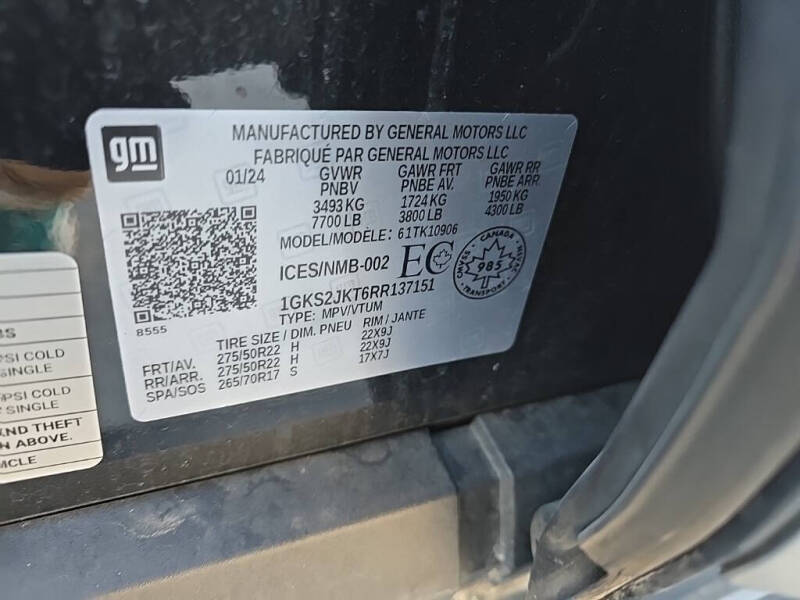 gm
MANUFACTURED BY GENERAL MOTORS LLC
FABRIQUÉ PAR GENERAL MOTORS LLC
01/24 GVWR GAWR FRT GAWR RR
PNBV PNBE AV. PNBE ARR.
3493 KG 1724 KG 1950 KG
7700 LB 3800 LB 4300 LB
MODEL/MODÈLE: 61TK10906
ICES/NMB-002 EC
CANADA
985
TRANSPORT
1GKS2JKT6RR137151
8555
TYPE: MPV/VTUM
TIRE SIZE / DIM. PNEU RIM / JANTE
FRT/AV. 275/50R22 H 22X9J
RR/ARR. 275/50R22 H 22X9J
SPA/SOS 265/70R17 S 17X7J
PSI COLD
SINGLE
PSI COLD
SINGLE
AND THEFT
ABOVE.